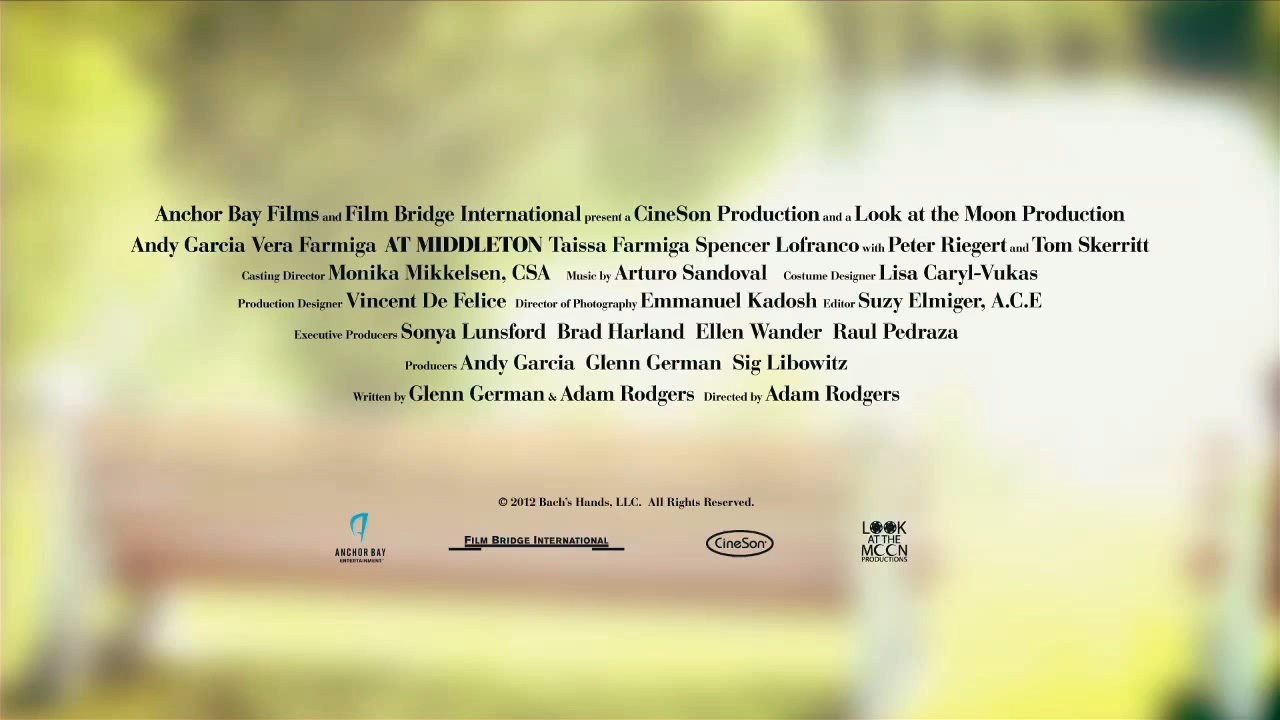 Anchor Bay Films and Film Bridge International present a CineSon Production and a Look at the Moon Production
Andy Garcia Vera Farmiga AT MIDDLETON Taissa Farmiga Spencer Lofranco with Peter Riegert and Tom Skerritt
Casting Director Monika Mikkelsen, CSA Music by Arturo Sandoval Costume Designer Lisa Caryl-Vukas
Production Designer Vincent De Felice Director of Photography Emmanuel Kadosh Editor Suzy Elmiger, A.C.E
Executive Producers Sonya Lunsford Brad Harland Ellen Wander Raul Pedraza
Producers Andy Garcia Glenn German Sig Libowitz
Written by Glenn German & Adam Rodgers Directed by Adam Rodgers
© 2012 Bach's Hands, LLC. All Rights Reserved.
ANCHOR BAY
ENTERTAINMENT
FILM BRIDGE INTERNATIONAL
CineSon
LOOK
AT THE
MOON
PRODUCTIONS